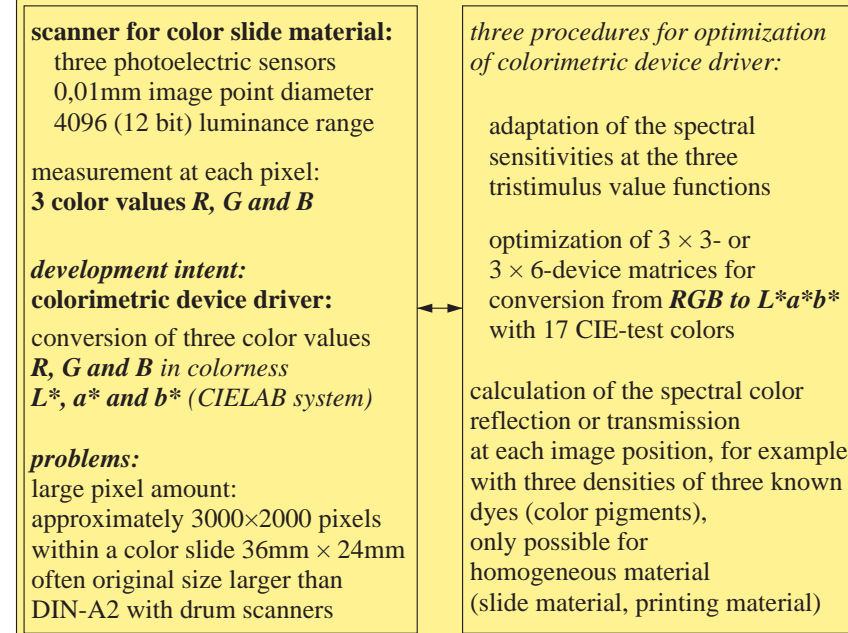 scanner for color slide material:
three photoelectric sensors
0,01mm image point diameter
4096 (12 bit) luminance range
measurement at each pixel:
3 color values R, G and B
development intent:
colorimetric device driver:
conversion of three color values
R, G and B in colorness
L*, a* and b* (CIELAB system)
problems:
large pixel amount:
approximately 3000×2000 pixels
within a color slide 36mm × 24mm
often original size larger than
DIN-A2 with drum scanners
three procedures for optimization
of colorimetric device driver:
adaptation of the spectral
sensitivities at the three
tristimulus value functions
optimization of 3 × 3- or
3 × 6-device matrices for
conversion from RGB to L*a*b*
with 17 CIE-test colors
calculation of the spectral color
reflection or transmission
at each image position, for example
with three densities of three known
dyes (color pigments),
only possible for
homogeneous material
(slide material, printing material)